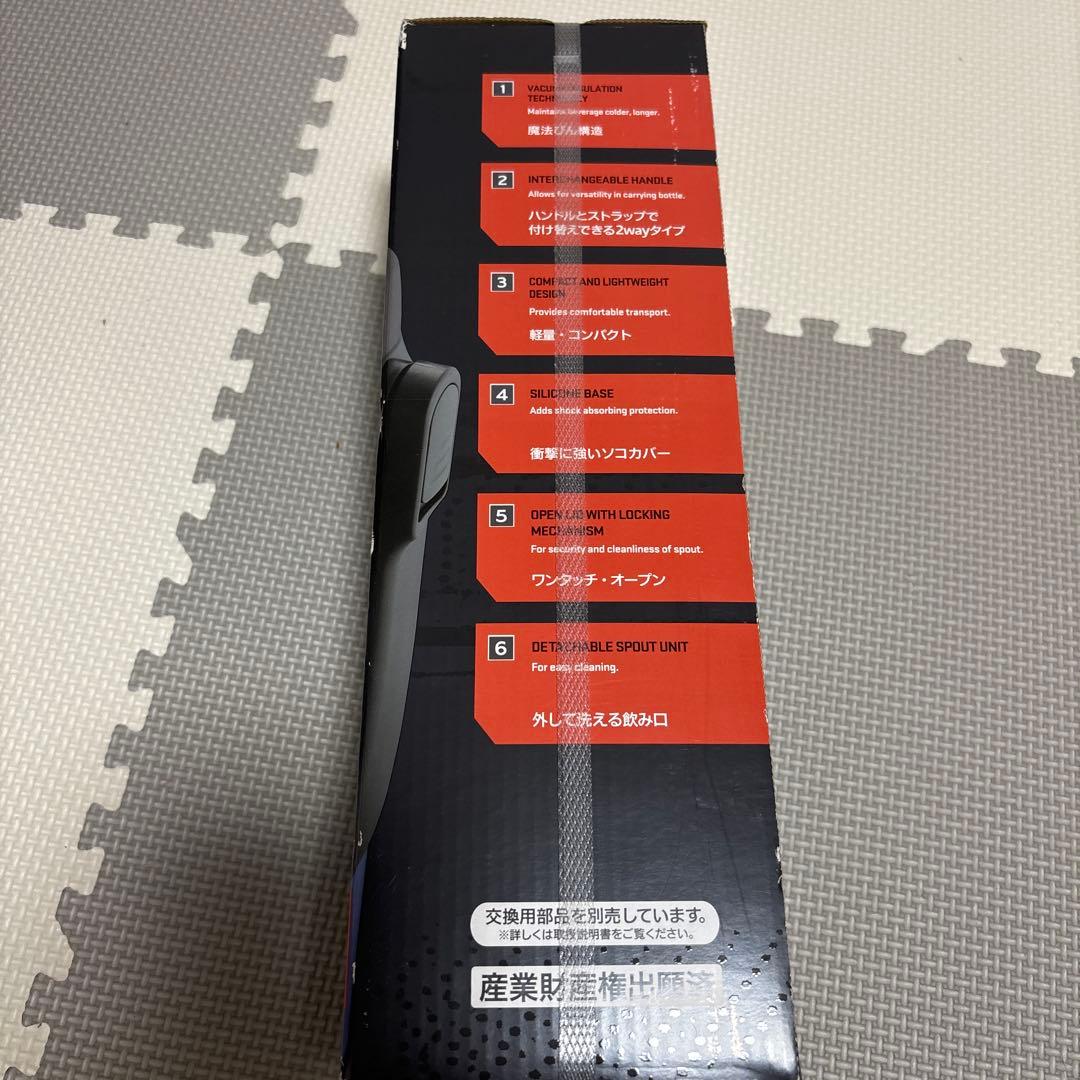 1
VACUUM INSULATION
TECHNOLOGY
Maintains beverage colder, longer.
魔法びん構造
2
INTERCHANGEABLE HANDLE
Allows for versatility in carrying bottle.
ハンドルとストラップで
付け替えできる2wayタイプ
3
COMPACT AND LIGHTWEIGHT
DESIGN
Provides comfortable transport.
軽量・コンパクト
4
SILICONE BASE
Adds shock absorbing protection.
衝撃に強いソコカバー
5
OPEN LID WITH LOCKING
MECHANISM
For security and cleanliness of spout.
ワンタッチ・オープン
6
DETACHABLE SPOUT UNIT
For easy cleaning.
外して洗える飲み口
交換用部品を別売しています。
※詳しくは取扱説明書をご覧ください。
産業財産権出願済